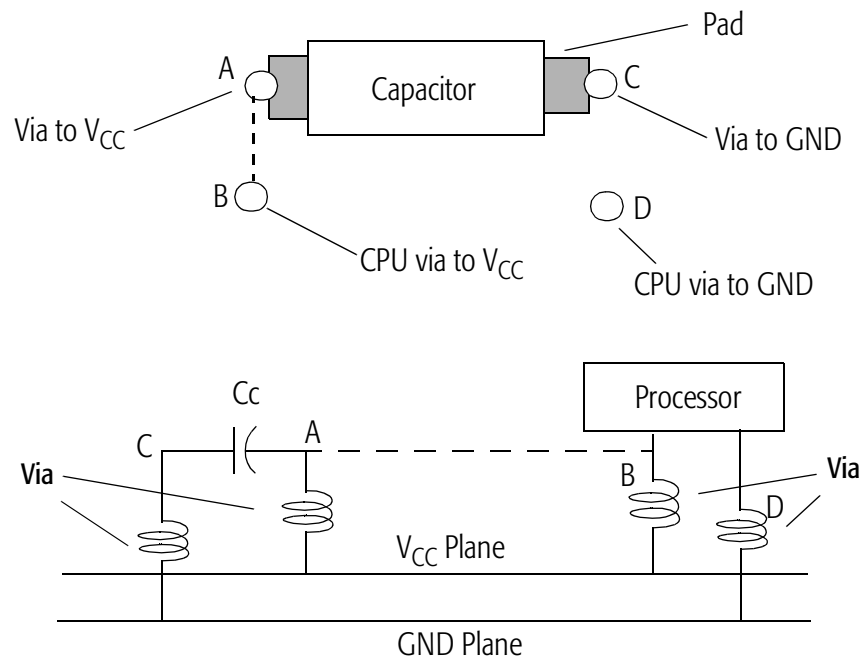 Pad
A
Capacitor
C
Via to VCC
Via to GND
B
D
CPU via to VCC
CPU via to GND
Processor
Cc
C
A
Via
B
Via
D
VCC Plane
GND Plane